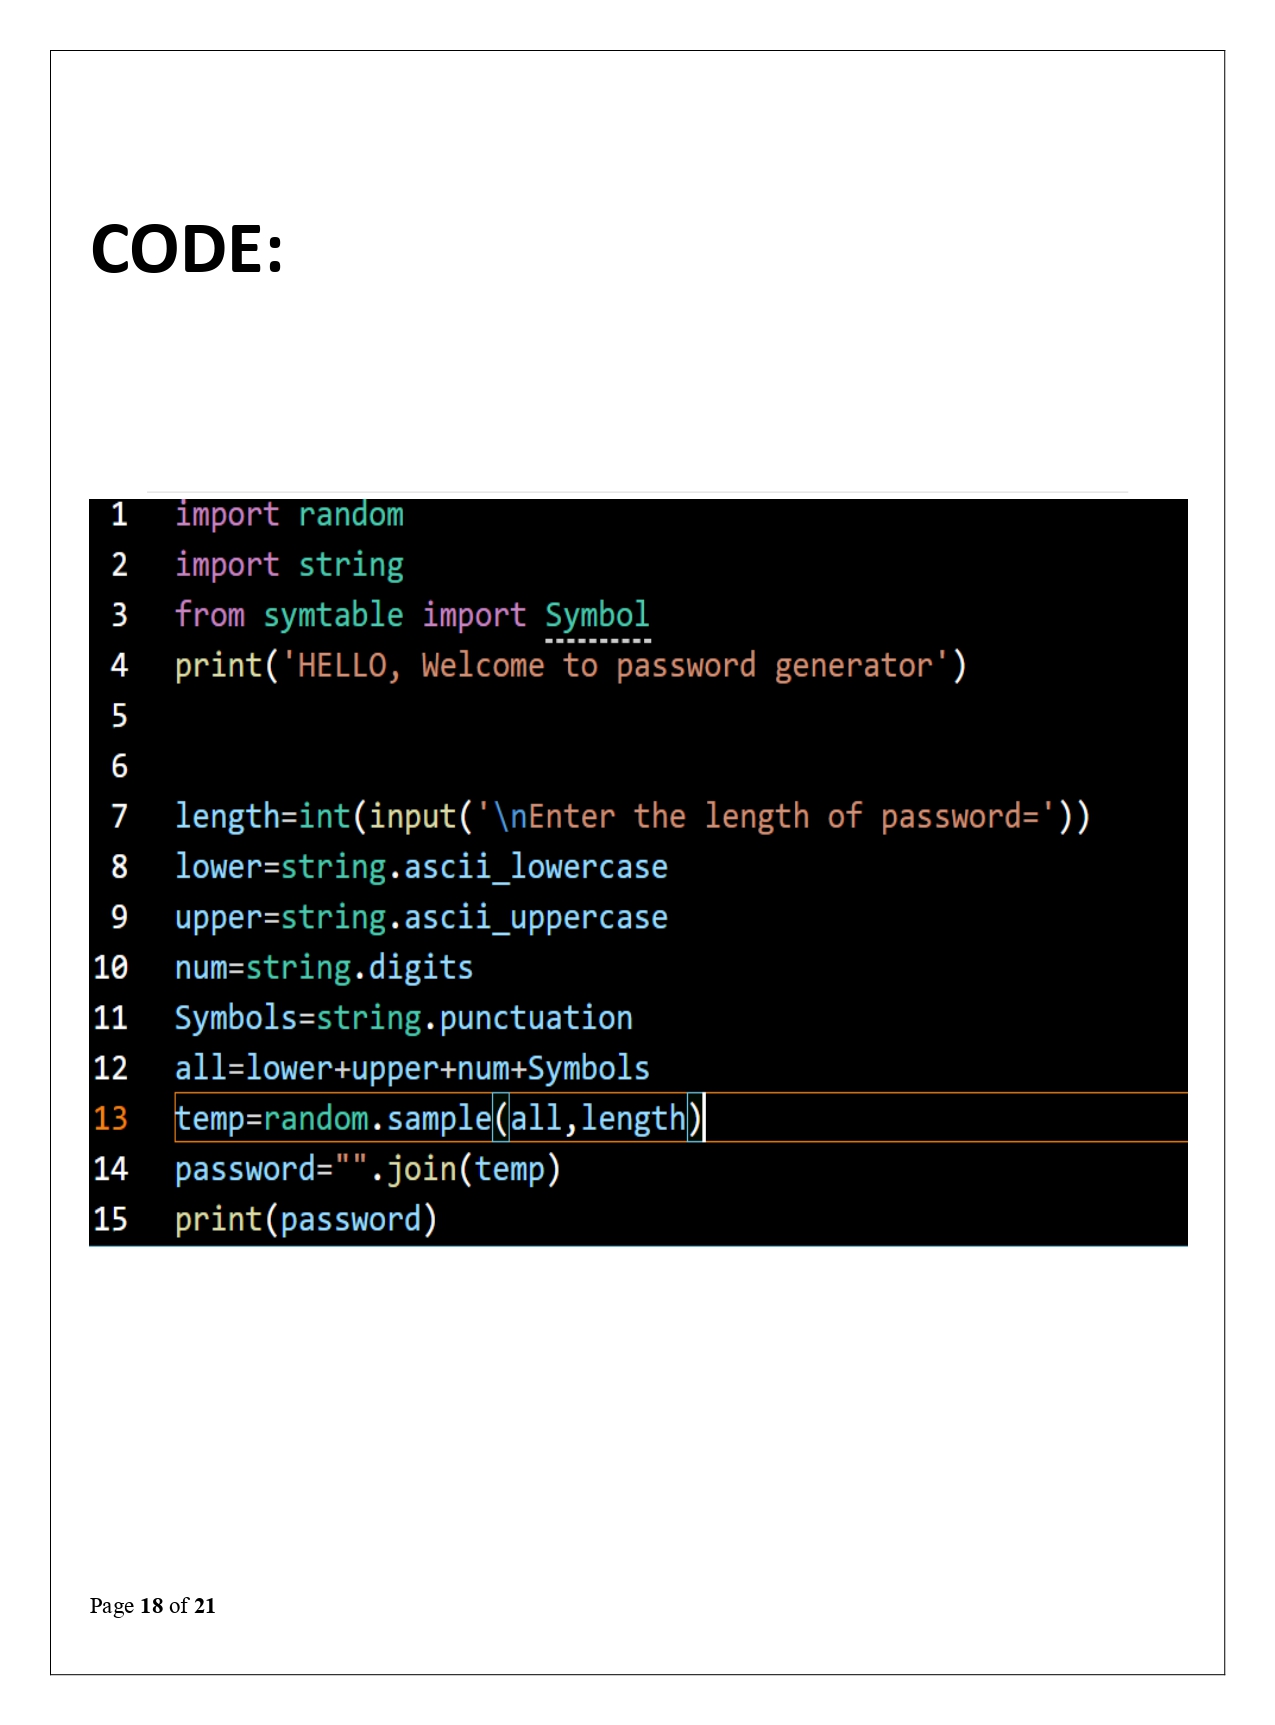 CODE:
1 import random
2 import string
3 from symtable import Symbol
4 print('HELLO, Welcome to password generator')
5
6
7 length=int(input('\nEnter the length of password='))
8 lower=string.ascii_lowercase
9 upper=string.ascii_uppercase
10 num=string.digits
11 Symbols=string.punctuation
12 all=lower+upper+num+Symbols
13 temp=random.sample(all,length)
14 password="".join(temp)
15 print(password)
Page 18 of 21